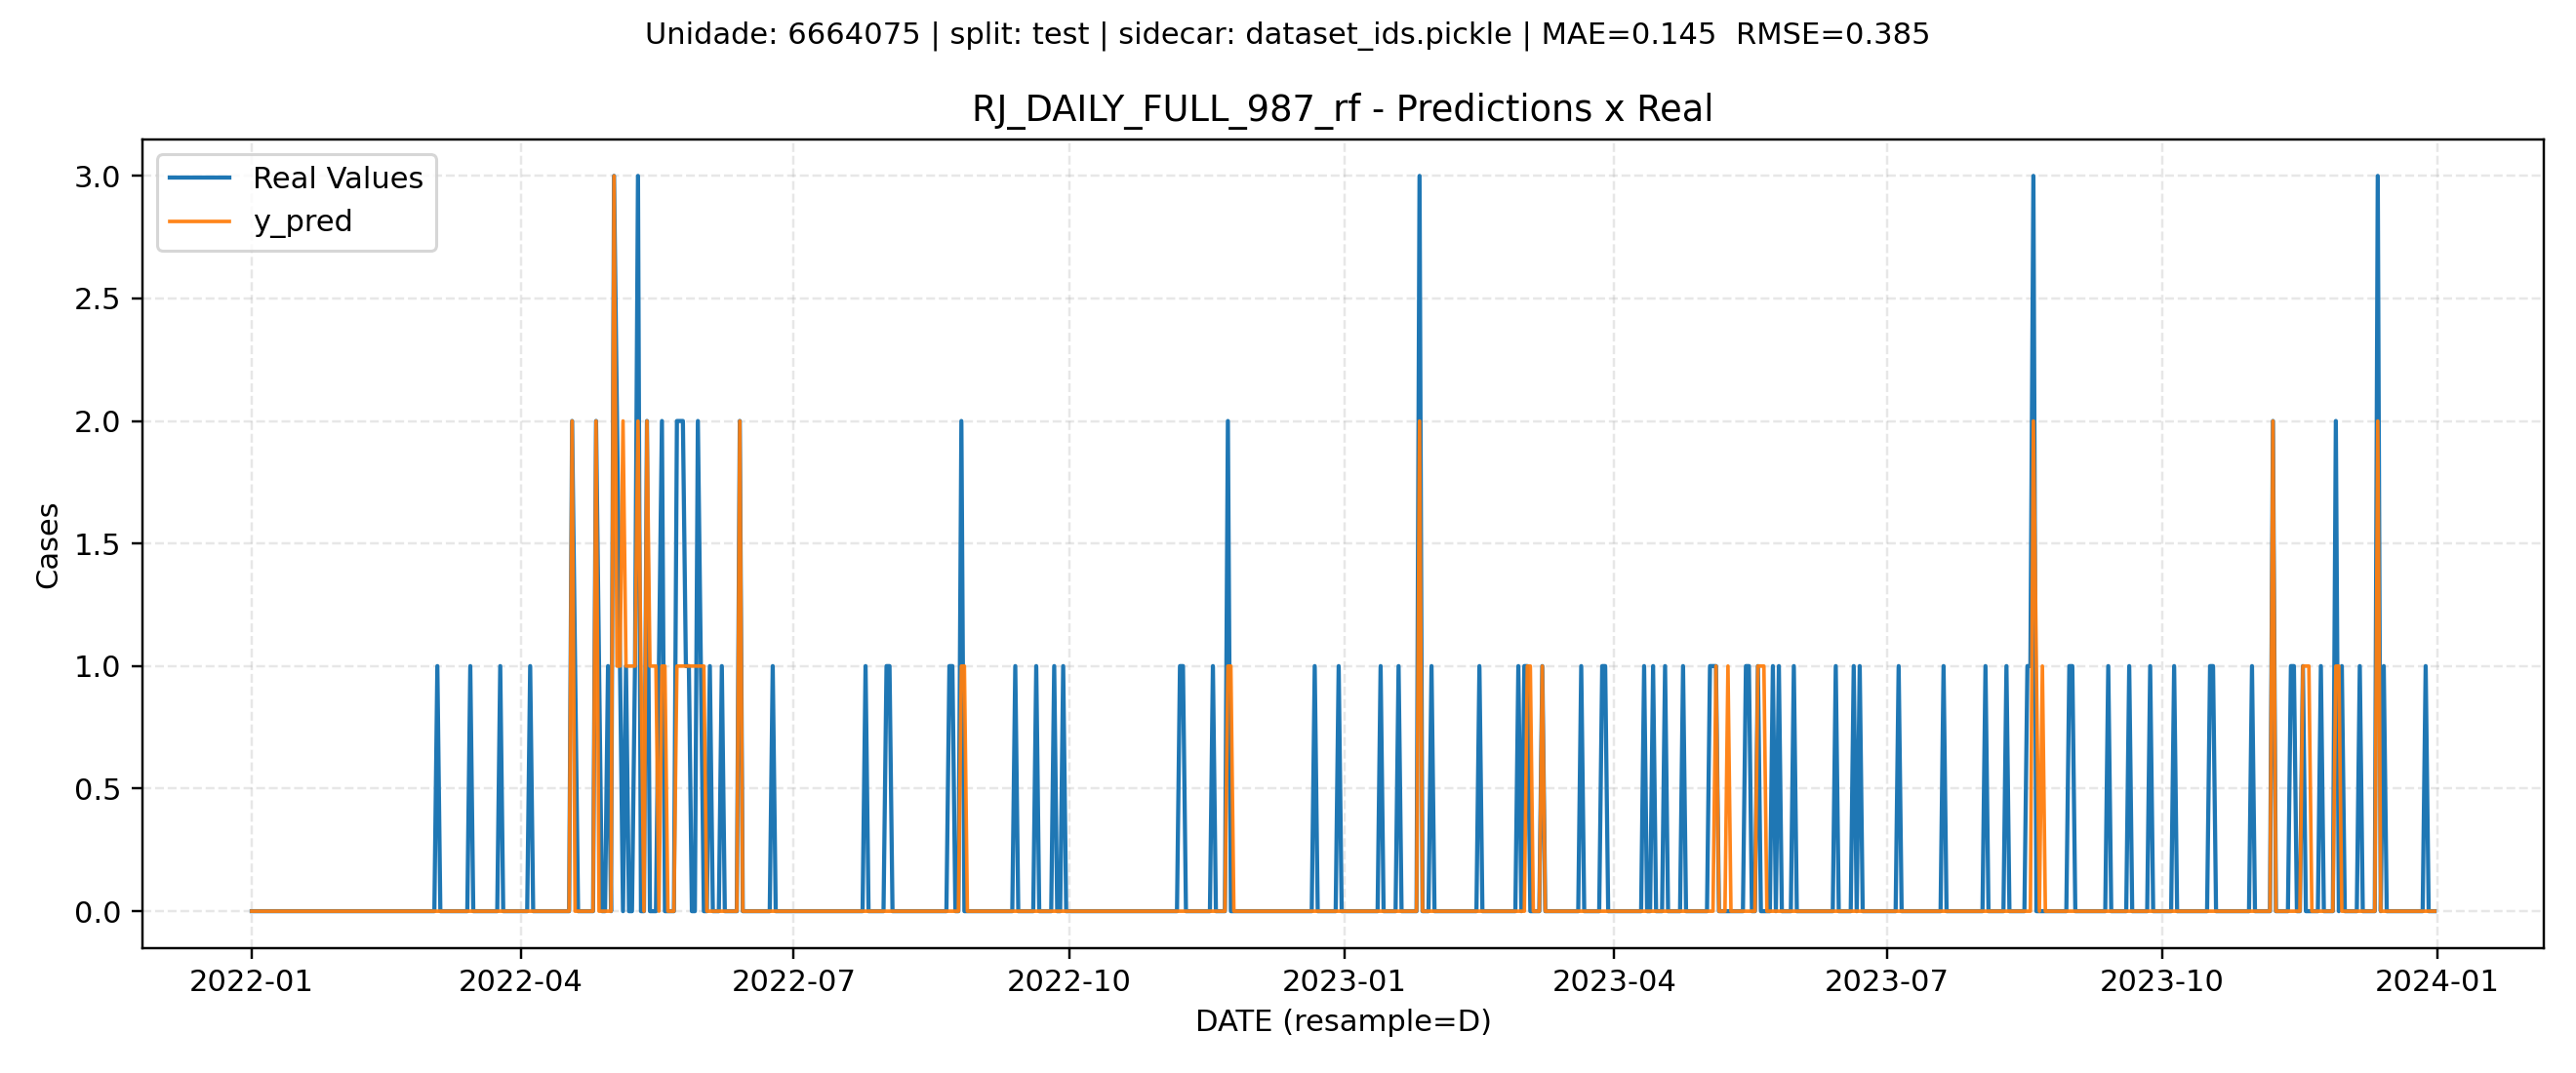 Unidade: 6664075 | split: test | sidecar: dataset_ids.pickle | MAE=0.145  RMSE=0.385
RJ_DAILY_FULL_987_rf - Predictions x Real
Real Values
y_pred
3.0
2.5
2.0
1.5
1.0
0.5
0.0
Cases
2022-01
2022-04
2022-07
2022-10
2023-01
2023-04
2023-07
2023-10
2024-01
DATE (resample=D)